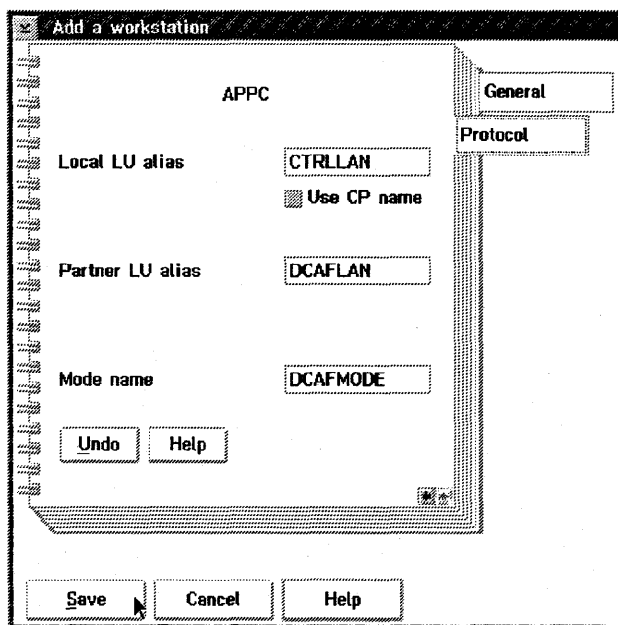 Add a workstation
APPC
General
Protocol
Local LU alias CTRLLAN
Use CP name
Partner LU alias DCAFLAN
Mode name DCAFMODE
Undo Help
Save Cancel Help